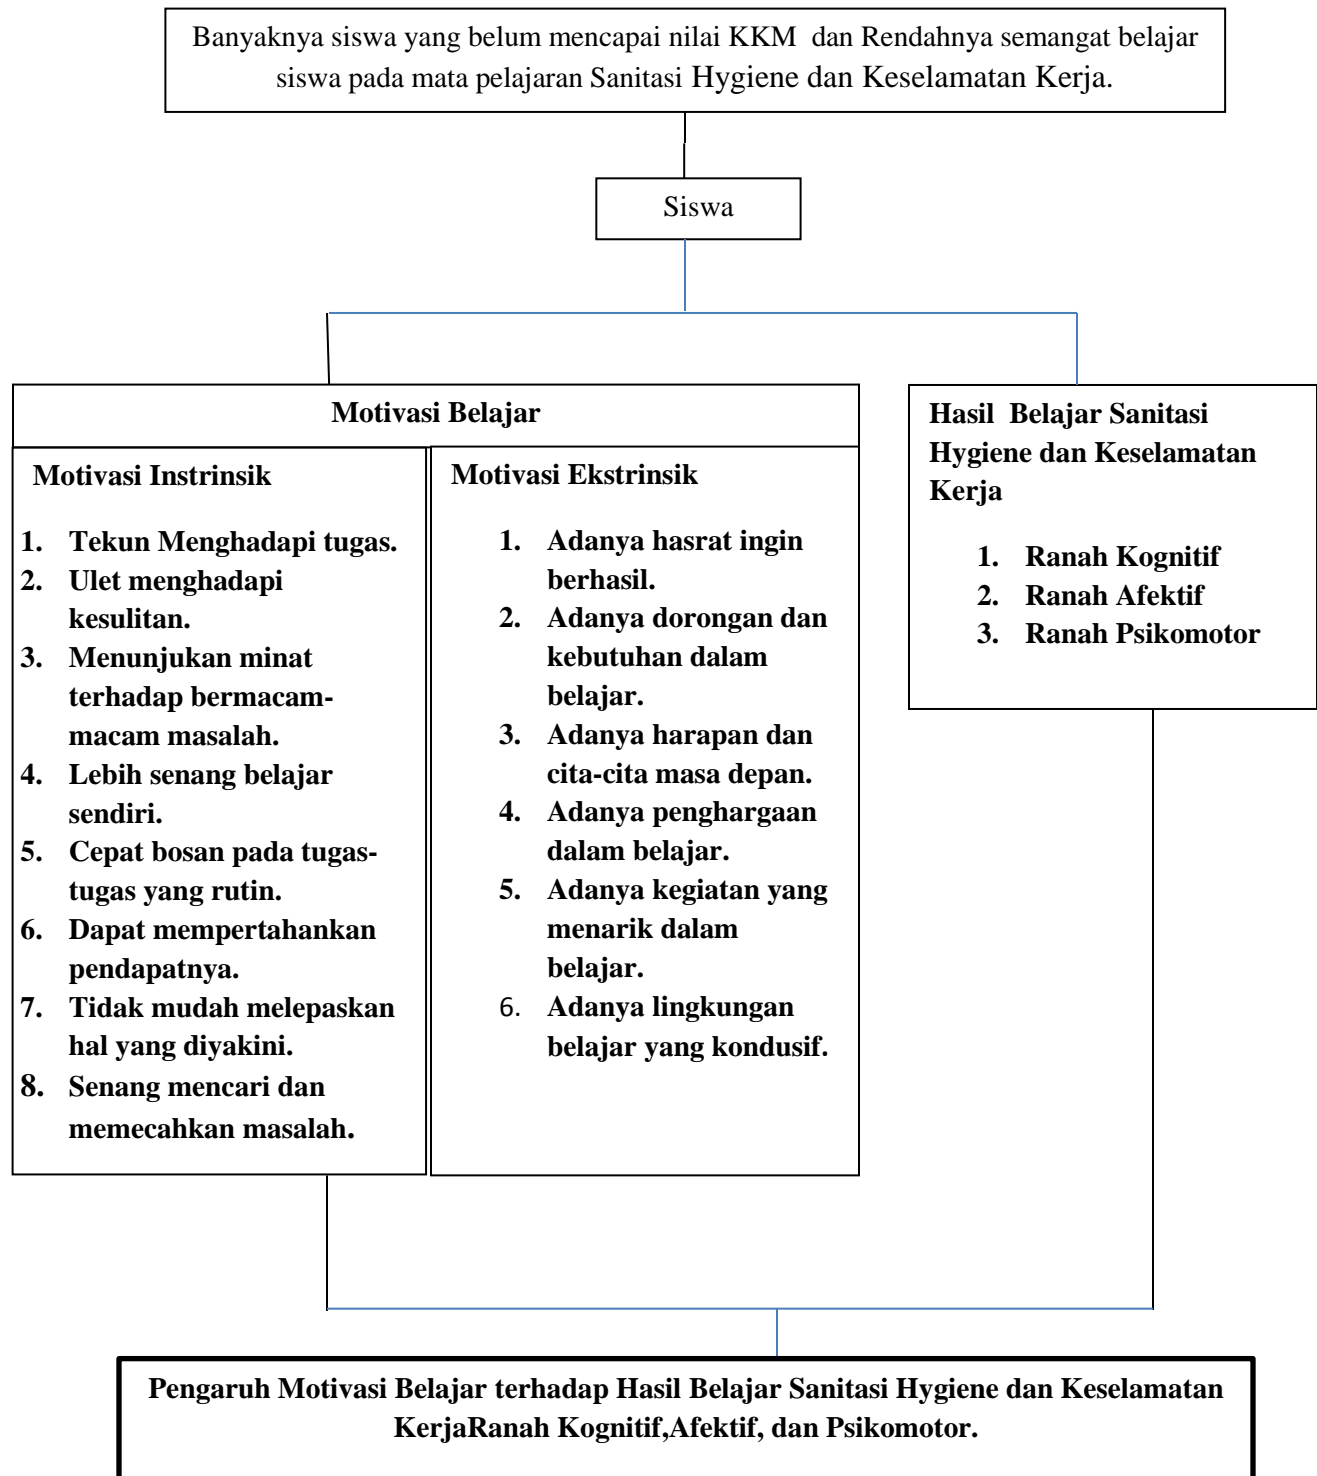 Banyaknya siswa yang belum mencapai nilai KKM dan Rendahnya semangat belajar
siswa pada mata pelajaran Sanitasi Hygiene dan Keselamatan Kerja.
Siswa
Motivasi Belajar
Motivasi Instrinsik
1. Tekun Menghadapi tugas.
2. Ulet menghadapi
kesulitan.
3. Menunjukan minat
terhadap bermacam-
macam masalah.
4. Lebih senang belajar
sendiri.
5. Cepat bosan pada tugas-
tugas yang rutin.
6. Dapat mempertahankan
pendapatnya.
7. Tidak mudah melepaskan
hal yang diyakini.
8. Senang mencari dan
memecahkan masalah.
Motivasi Ekstrinsik
1. Adanya hasrat ingin
berhasil.
2. Adanya dorongan dan
kebutuhan dalam
belajar.
3. Adanya harapan dan
cita-cita masa depan.
4. Adanya penghargaan
dalam belajar.
5. Adanya kegiatan yang
menarik dalam
belajar.
6. Adanya lingkungan
belajar yang kondusif.
Hasil Belajar Sanitasi
Hygiene dan Keselamatan
Kerja
1. Ranah Kognitif
2. Ranah Afektif
3. Ranah Psikomotor
Pengaruh Motivasi Belajar terhadap Hasil Belajar Sanitasi Hygiene dan Keselamatan
KerjaRanah Kognitif,Afektif, dan Psikomotor.